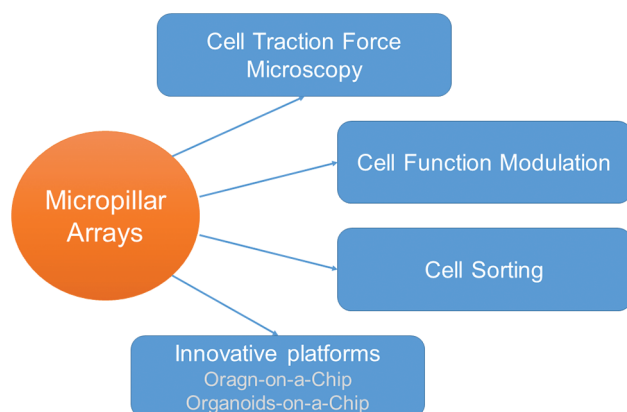 Cell Traction Force
Microscopy
Cell Function Modulation
Micropillar
Arrays
Cell Sorting
Innovative platforms
Oragn-on-a-Chip
Organoids-on-a-Chip